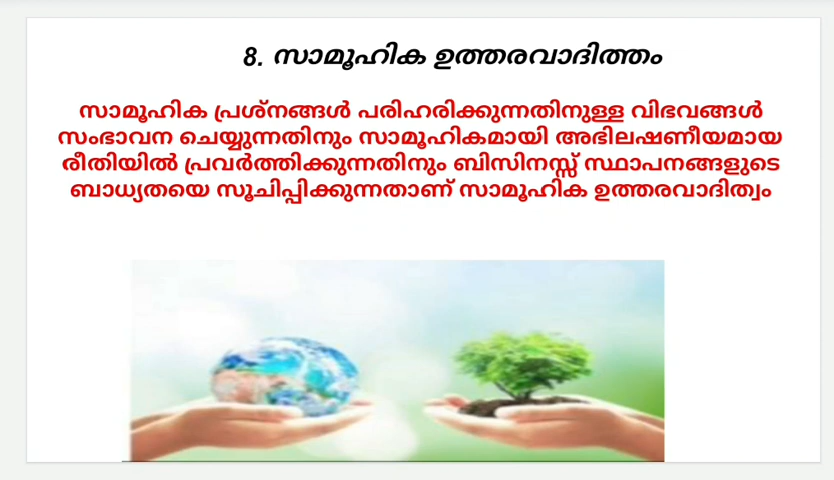 8. സാമൂഹിക ഉത്തരവാദിത്തം
സാമൂഹിക പ്രശ്നങ്ങൾ പരിഹരിക്കുന്നതിനുള്ള വിഭവങ്ങൾ
സംഭാവന ചെയ്യുന്നതിനും സാമൂഹികമായി അഭിലഷണീയമായ
രീതിയിൽ പ്രവർത്തിക്കുന്നതിനും ബിസിനസ്സ് സ്ഥാപനങ്ങളുടെ
ബാധ്യതയെ സൂചിപ്പിക്കുന്നതാണ് സാമൂഹിക ഉത്തരവാദിത്വം